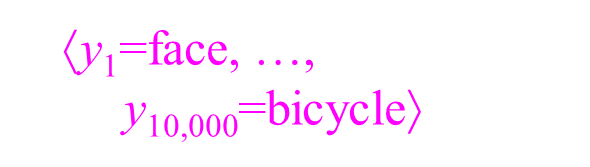 ⟨y₁=face, …,
y₁₀,₀₀₀=bicycle⟩